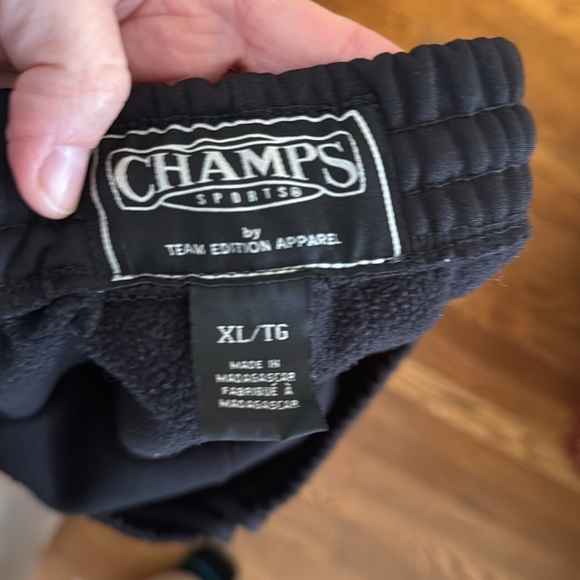 CHAMPS
SPORTS®
by
TEAM EDITION APPAREL
XL/TG
MADE IN
MADAGASCAR
FABRIQUÉ À
MADAGASCAR